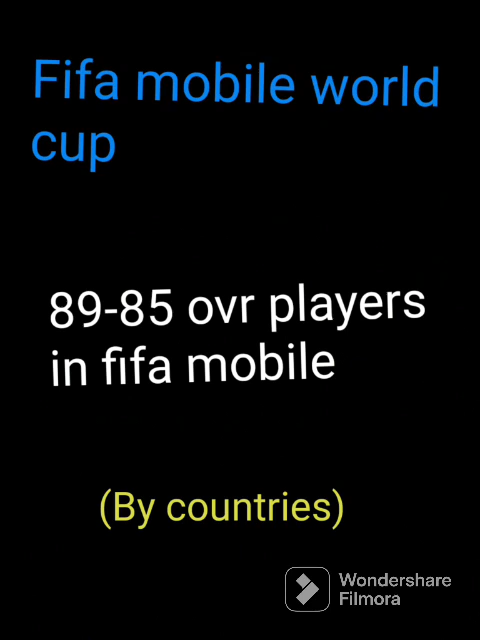 Fifa mobile world
cup
89-85 ovr players
in fifa mobile
(By countries)
Wondershare
Filmora